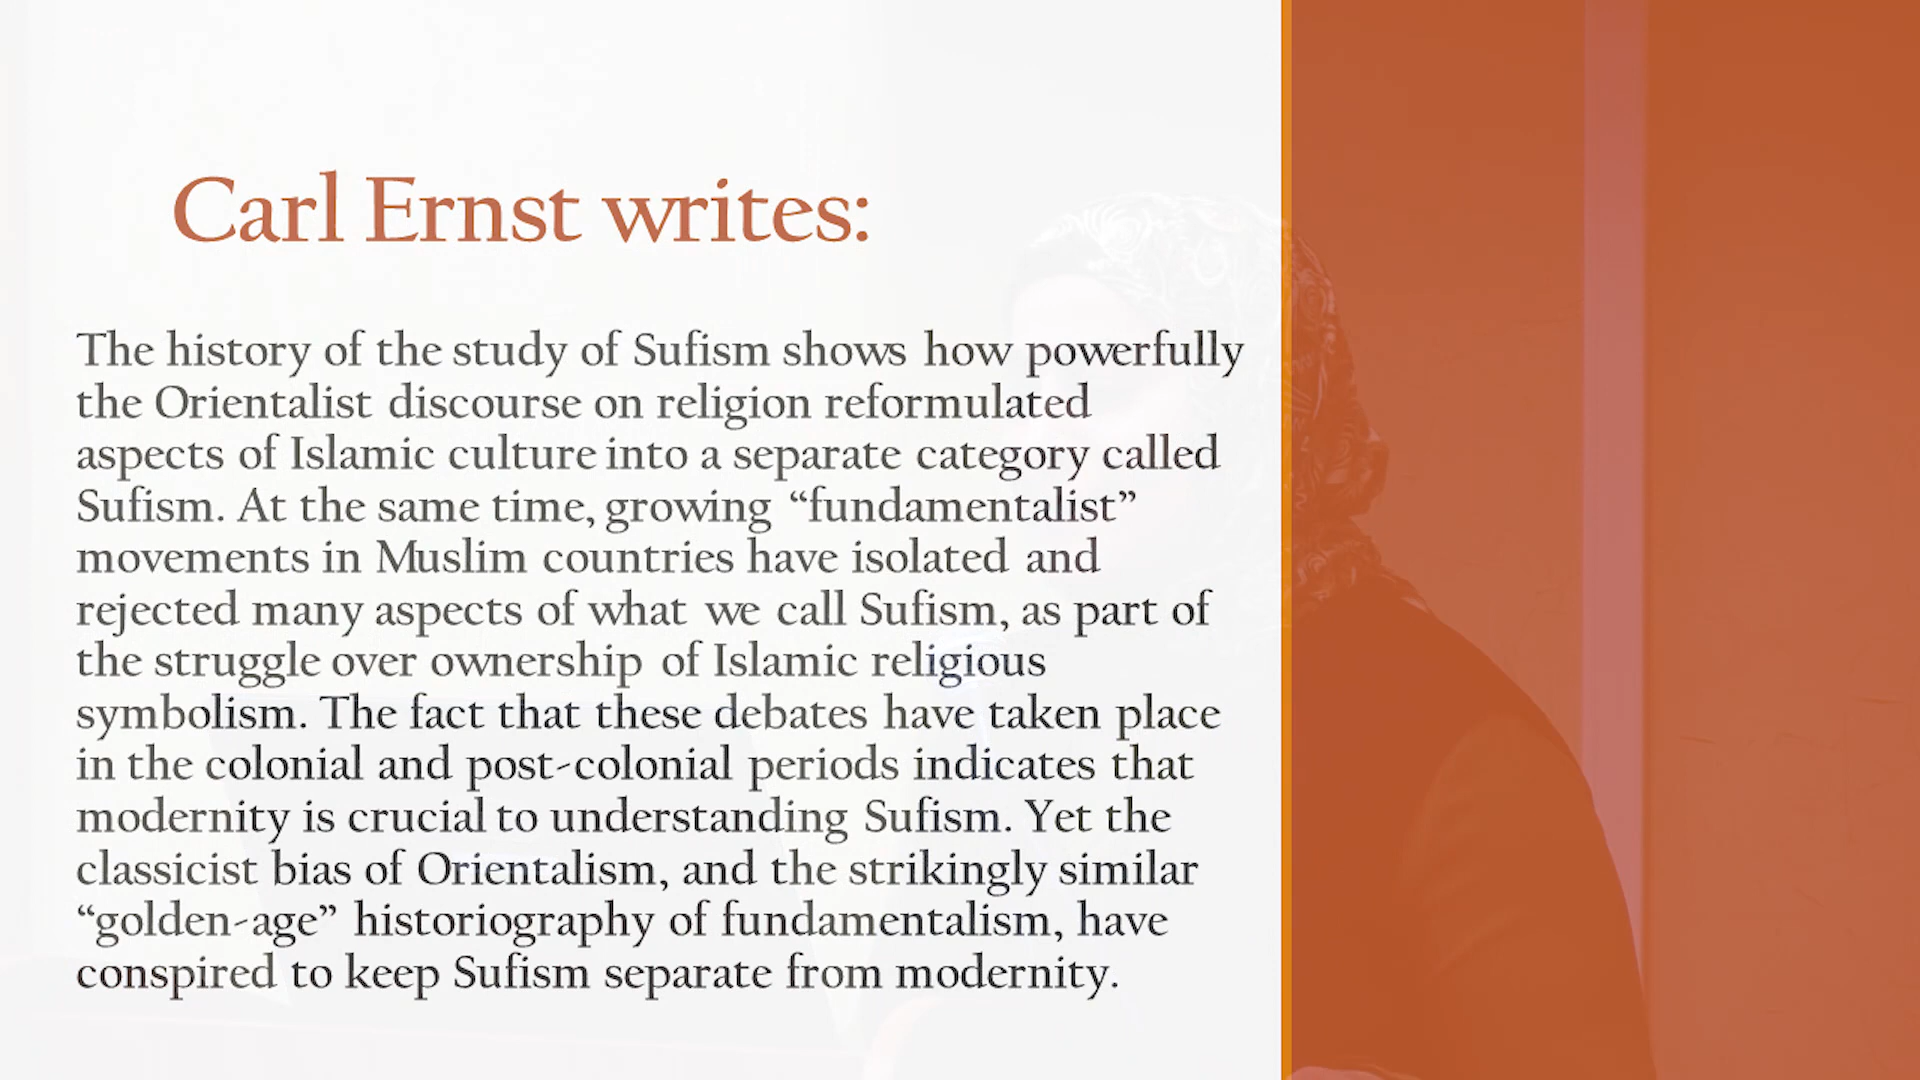 Carl Ernst writes:
The history of the study of Sufism shows how powerfully
the Orientalist discourse on religion reformulated
aspects of Islamic culture into a separate category called
Sufism. At the same time, growing “fundamentalist”
movements in Muslim countries have isolated and
rejected many aspects of what we call Sufism, as part of
the struggle over ownership of Islamic religious
symbolism. The fact that these debates have taken place
in the colonial and post-colonial periods indicates that
modernity is crucial to understanding Sufism. Yet the
classicist bias of Orientalism, and the strikingly similar
“golden-age” historiography of fundamentalism, have
conspired to keep Sufism separate from modernity.